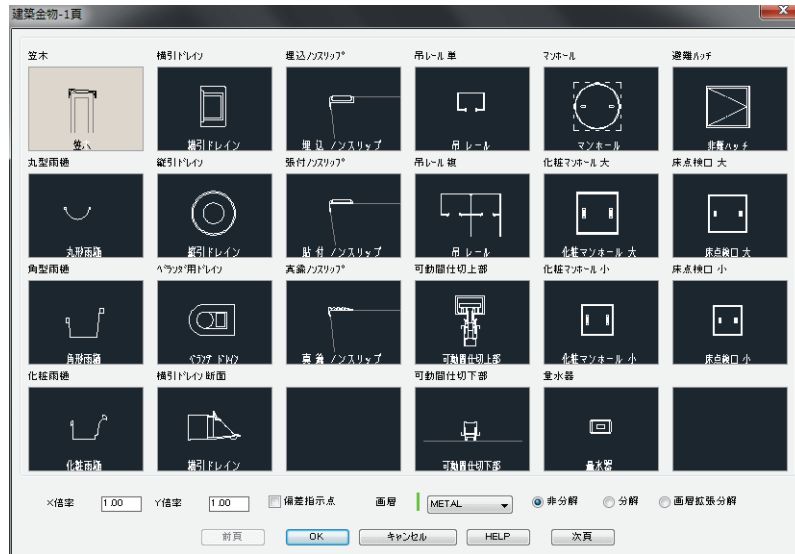 建築金物-1頁
笠木 横引ドレイン 埋込ノンスリップ 吊レール 単 マンホール 避難ハッチ
笠木 横引ドレイン 埋込 ノンスリップ 吊 レール マンホール 非難ハッチ
丸型雨樋 縦引ドレイン 張付ノンスリップ 吊レール 複 化粧マンホール 大 床点検口 大
丸形雨樋 縦引ドレイン 貼付 ノンスリップ 吊 レール 化粧マンホール 大 床点検口 大
角型雨樋 ベランダ用ドレイン 真鍮ノンスリップ 可動間仕切上部 化粧マンホール 小 床点検口 小
角形雨樋 ベランダ ドレイン 真鍮 ノンスリップ 可動間仕切上部 化粧マンホール 小 床点検口 小
化粧雨樋 横引ドレイン 断面 可動間仕切下部 量水器
化粧雨樋 横引ドレイン 可動間仕切下部 量水器
X倍率 1.00 Y倍率 1.00 偏差指示点 画層 METAL 非分解 分解 画層拡張分解
前頁 OK キャンセル HELP 次頁